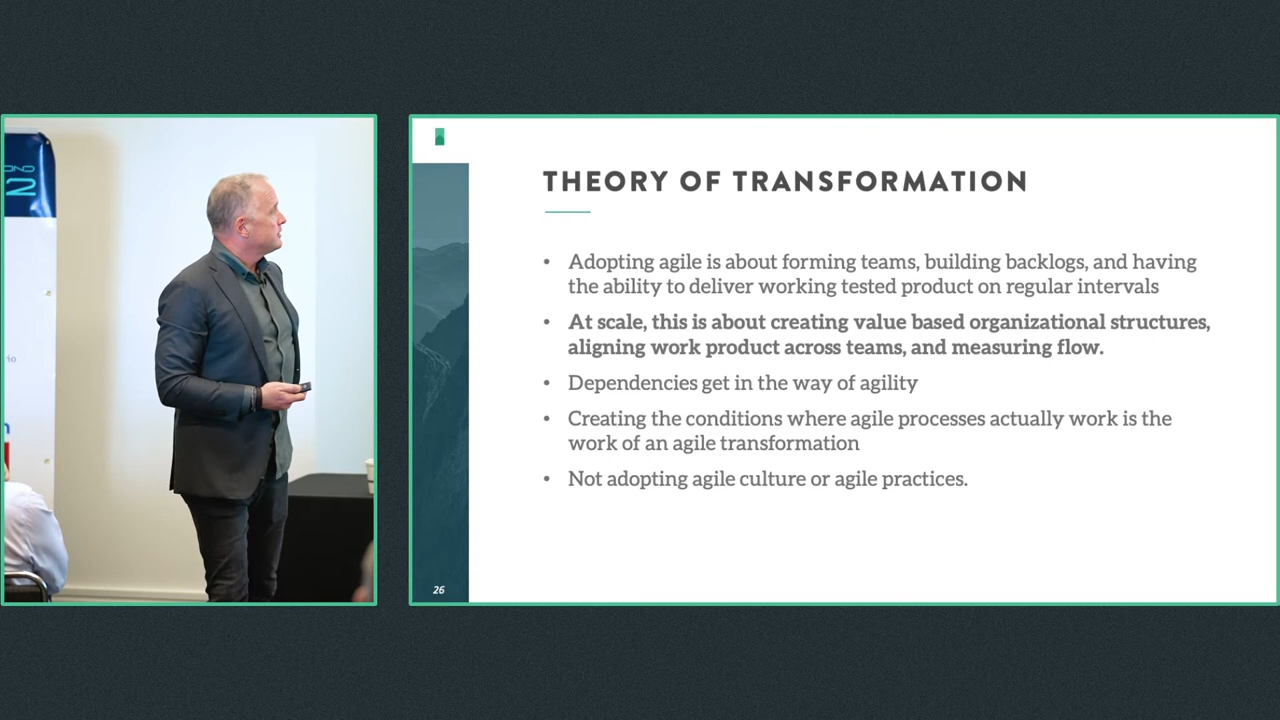 THEORY OF TRANSFORMATION
• Adopting agile is about forming teams, building backlogs, and having
the ability to deliver working tested product on regular intervals
• At scale, this is about creating value based organizational structures,
aligning work product across teams, and measuring flow.
• Dependencies get in the way of agility
• Creating the conditions where agile processes actually work is the
work of an agile transformation
• Not adopting agile culture or agile practices.
26